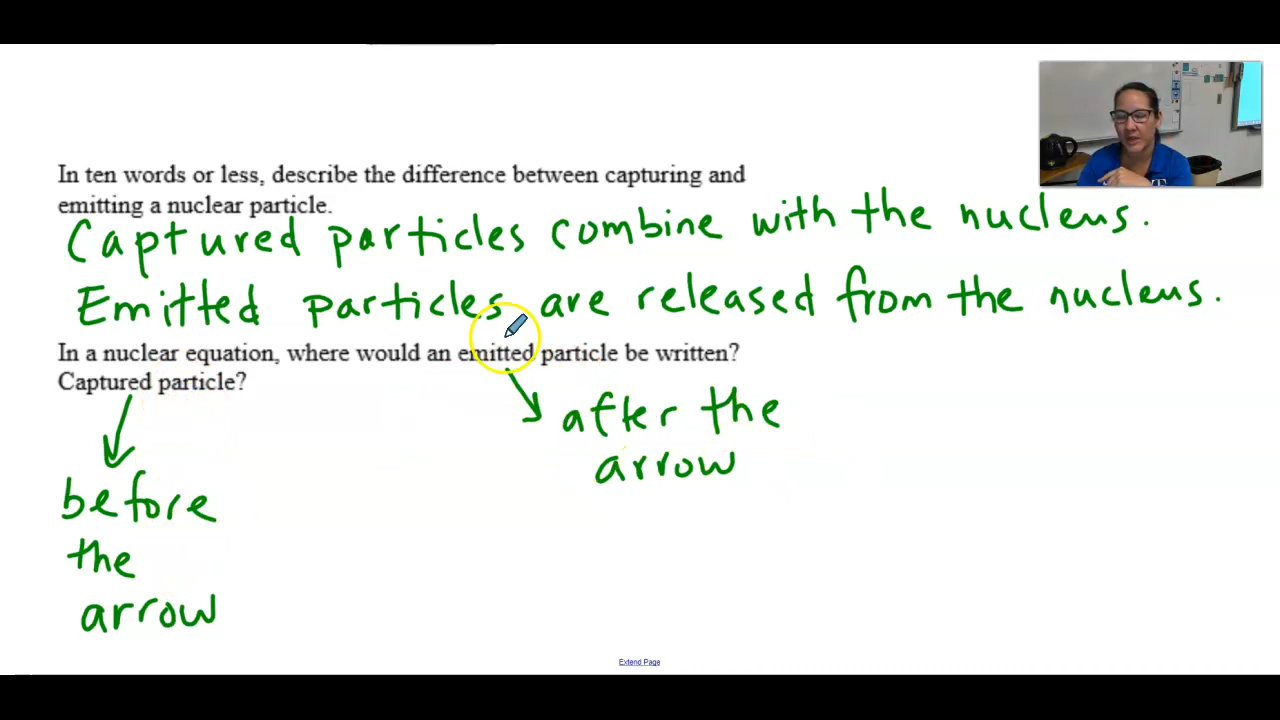 In ten words or less, describe the difference between capturing and
emitting a nuclear particle.
Captured particles combine with the nucleus.
Emitted particles are released from the nucleus.
In a nuclear equation, where would an emitted particle be written?
Captured particle?
after the
arrow
before
the
arrow
Extend Page